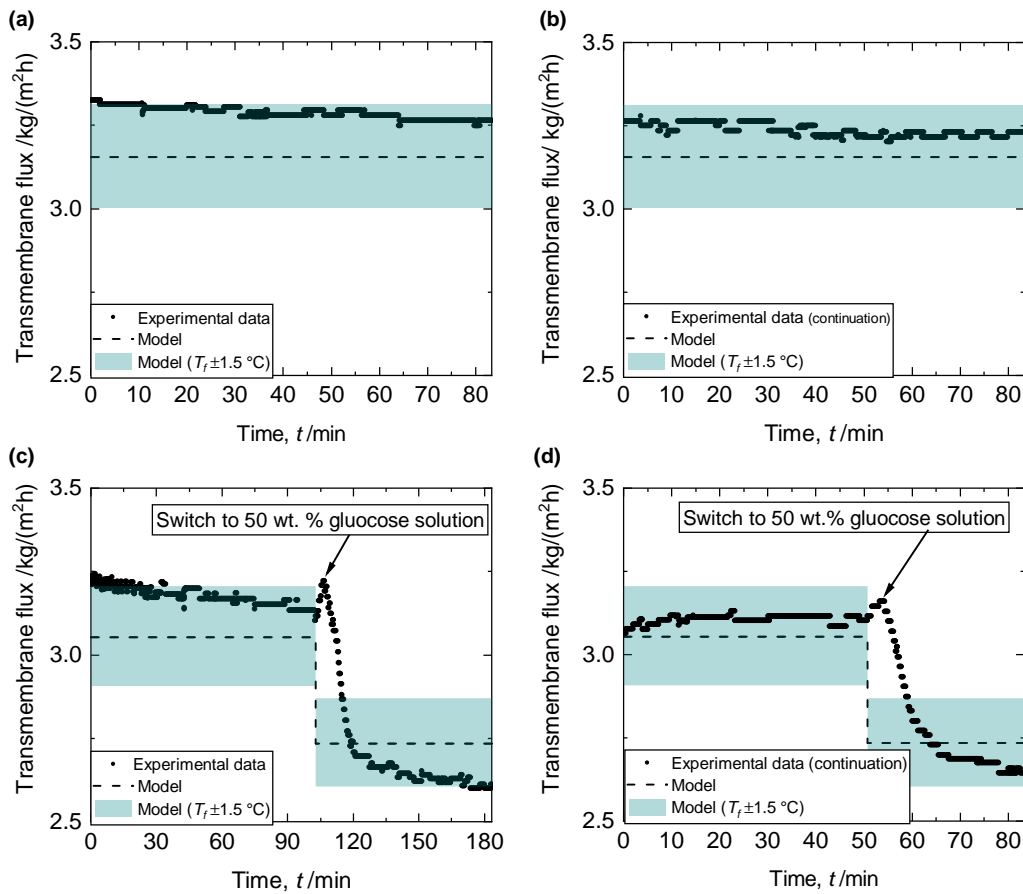 (a)
3.5
3.0
2.5
Transmembrane flux /kg/(m²h)
Experimental data
Model
Model (T_f ±1.5 °C)
0 10 20 30 40 50 60 70 80
Time, t /min
(b)
3.5
3.0
2.5
Transmembrane flux/ kg/(m²h)
Experimental data (continuation)
Model
Model (T_f ±1.5 °C)
0 10 20 30 40 50 60 70 80
Time, t /min
(c)
3.5
3.0
2.5
Transmembrane flux /kg/(m²h)
Switch to 50 wt. % gluocose solution
Experimental data
Model
Model (T_f ±1.5 °C)
0 30 60 90 120 150 180
Time, t /min
(d)
3.5
3.0
2.5
Transmembrane flux /kg/(m²h)
Switch to 50 wt.% gluocose solution
Experimental data (continuation)
Model
Model (T_f ±1.5 °C)
0 10 20 30 40 50 60 70 80
Time, t /min